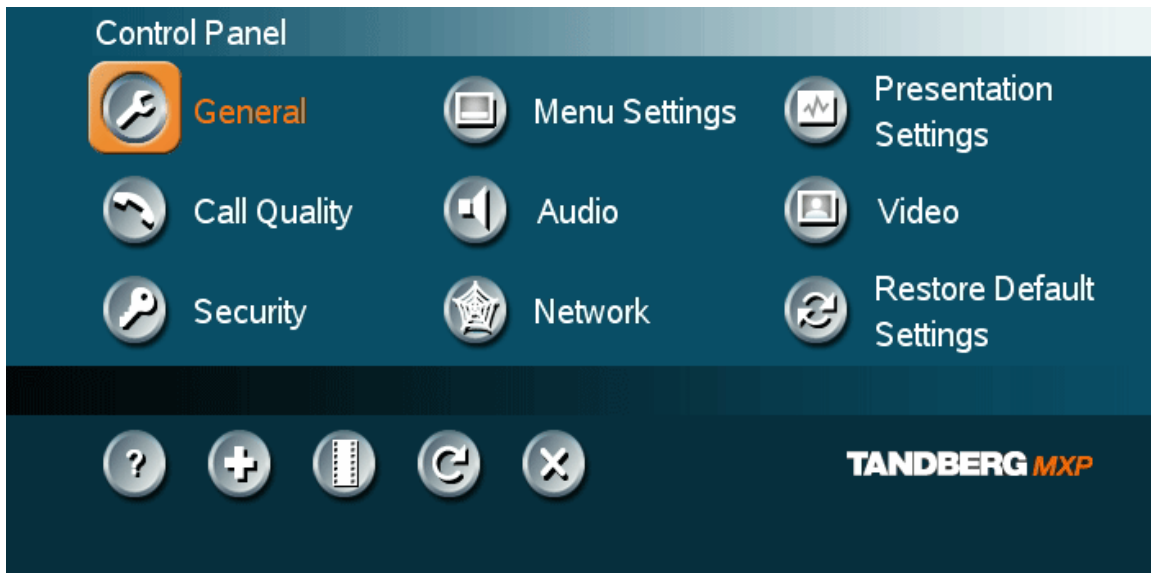 Control Panel
General
Menu Settings
Presentation
Settings
Call Quality
Audio
Video
Security
Network
Restore Default
Settings
?
TANDBERG MXP